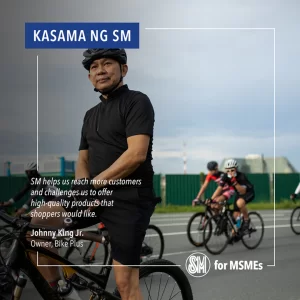 KASAMA NG SM
SM helps us reach more customers
and challenges us to offer
high-quality products that
shoppers would like.
Johnny King Jr.
Owner, Bike Plus
SM for MSMEs